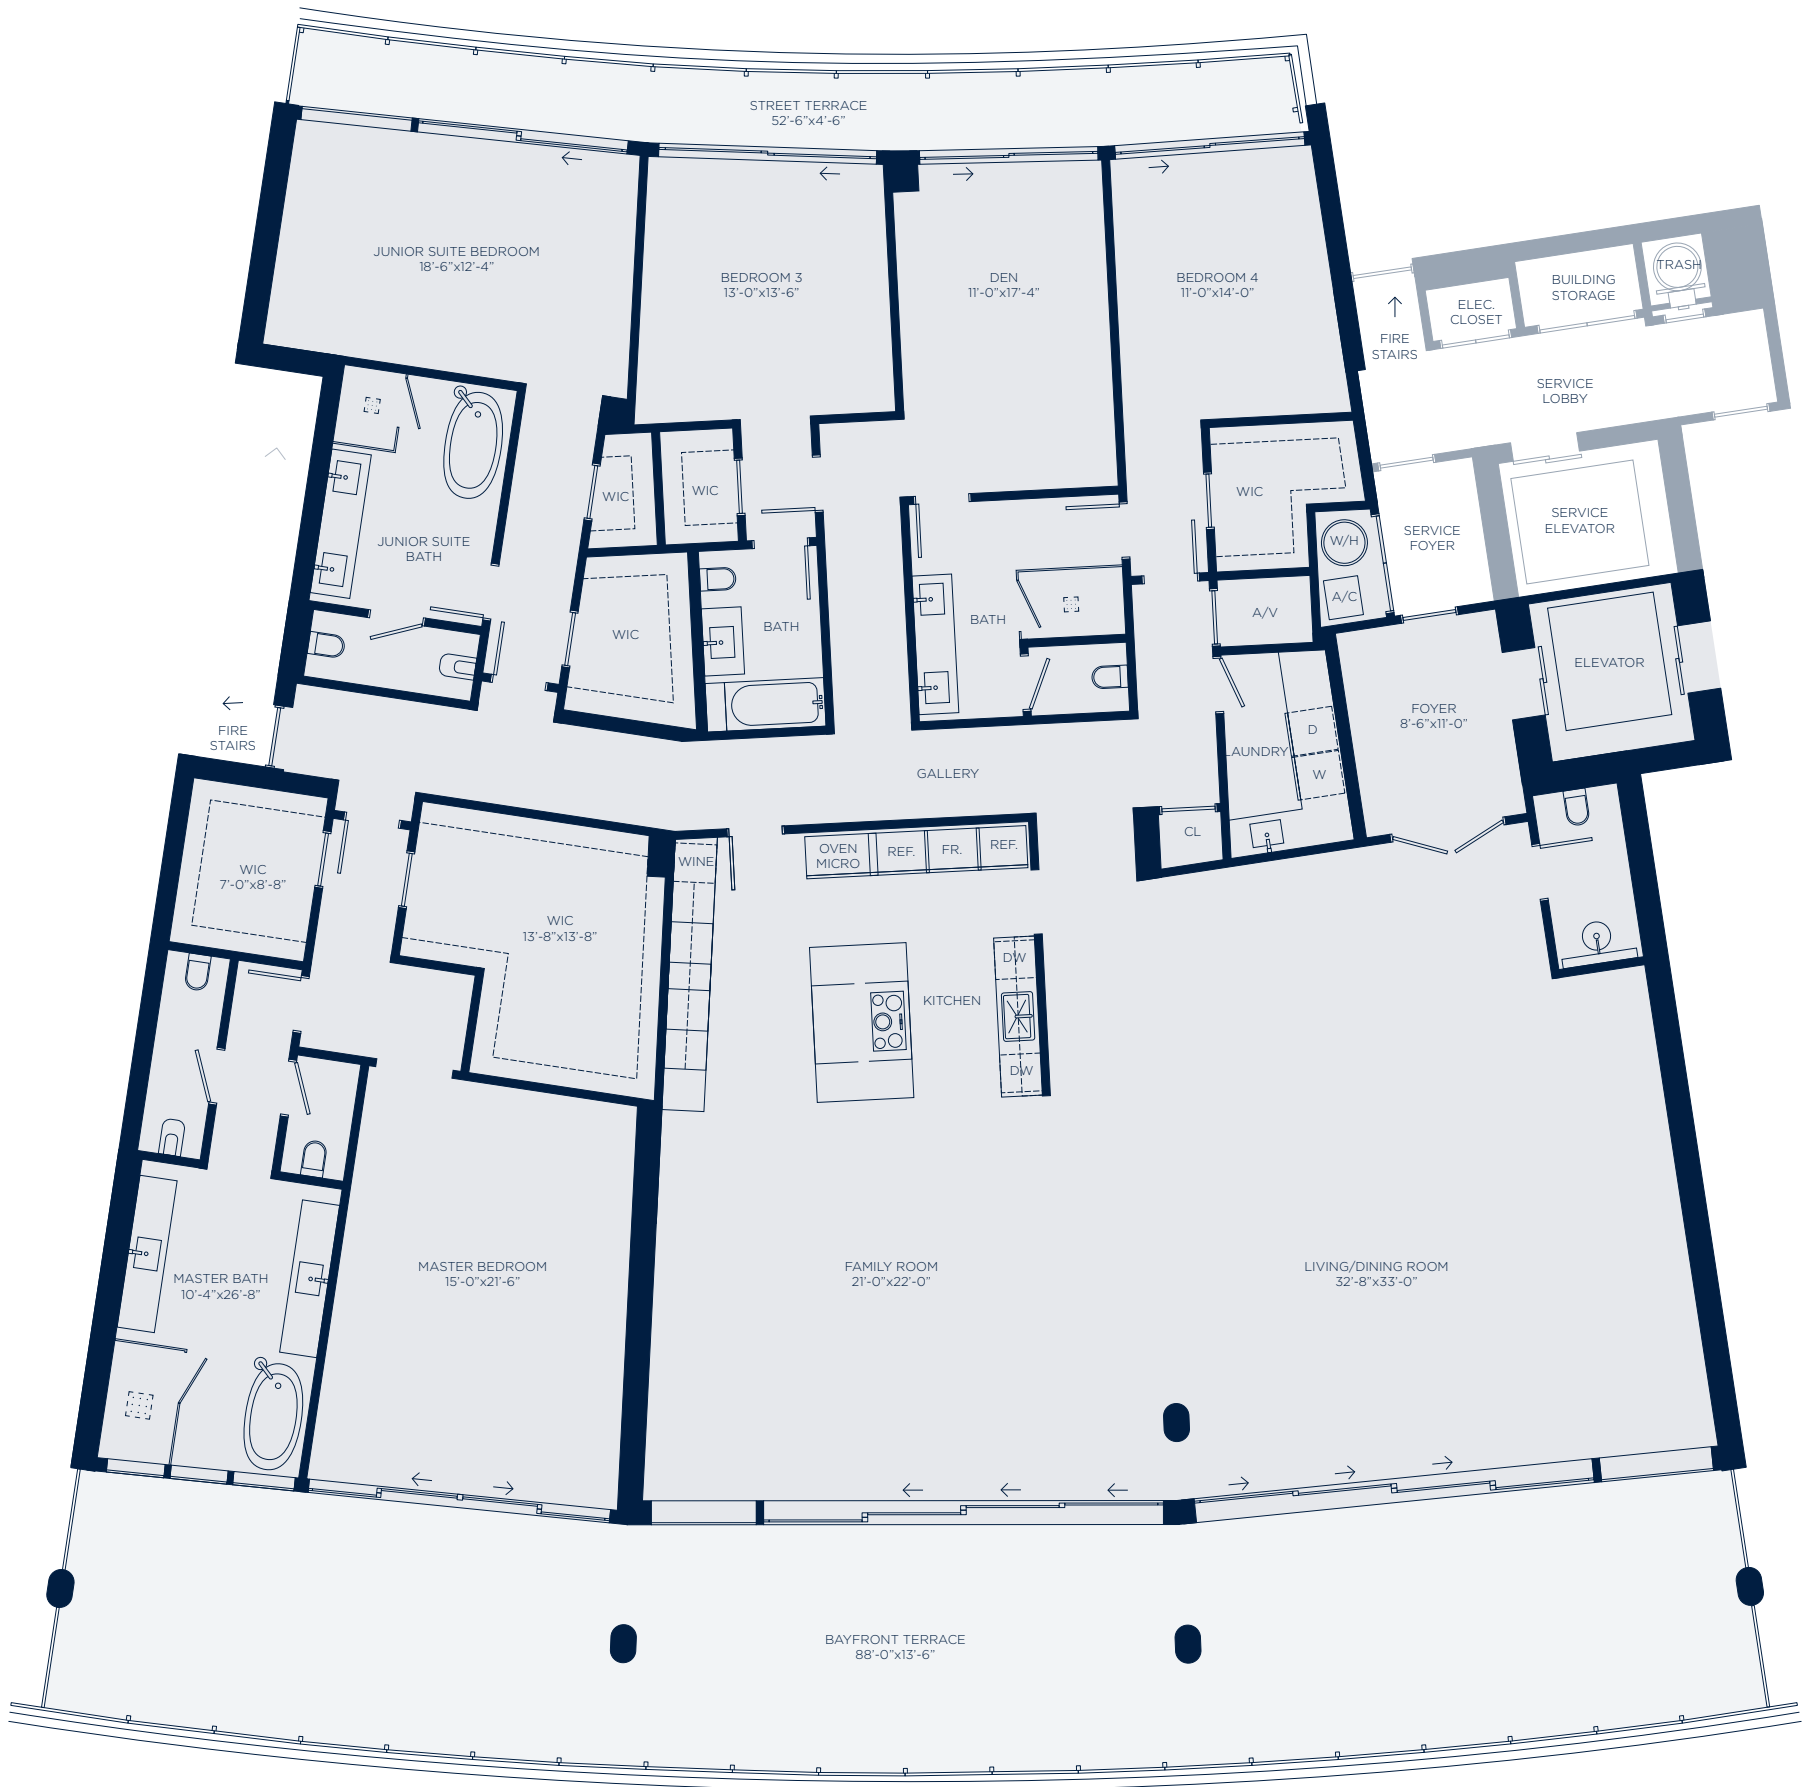 STREET TERRACE
52'-6"x4'-6"
JUNIOR SUITE BEDROOM
18'-6"x12'-4"
BEDROOM 3
13'-0"x13'-6"
DEN
11'-0"x17'-4"
BEDROOM 4
11'-0"x14'-0"
TRASH
BUILDING
STORAGE
ELEC.
CLOSET
FIRE
STAIRS
SERVICE
LOBBY
WIC
WIC
WIC
SERVICE
ELEVATOR
SERVICE
FOYER
W/H
JUNIOR SUITE
BATH
A/C
A/V
WIC
BATH
BATH
ELEVATOR
FOYER
8'-6"x11'-0"
FIRE
STAIRS
D
LAUNDRY
W
GALLERY
CL
OVEN
MICRO
REF.
FR.
REF.
WINE
WIC
7'-0"x8'-8"
WIC
13'-8"x13'-8"
DW
KITCHEN
DW
MASTER BATH
10'-4"x26'-8"
MASTER BEDROOM
15'-0"x21'-6"
FAMILY ROOM
21'-0"x22'-0"
LIVING/DINING ROOM
32'-8"x33'-0"
BAYFRONT TERRACE
88'-0"x13'-6"